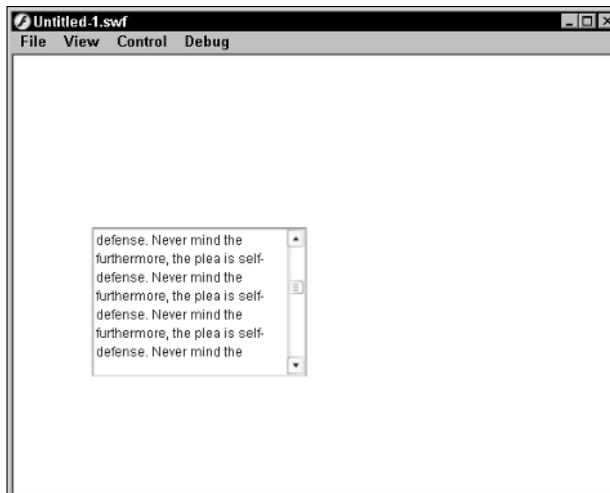 Untitled-1.swf
File View Control Debug
defense. Never mind the
furthermore, the plea is self-
defense. Never mind the
furthermore, the plea is self-
defense. Never mind the
furthermore, the plea is self-
defense. Never mind the